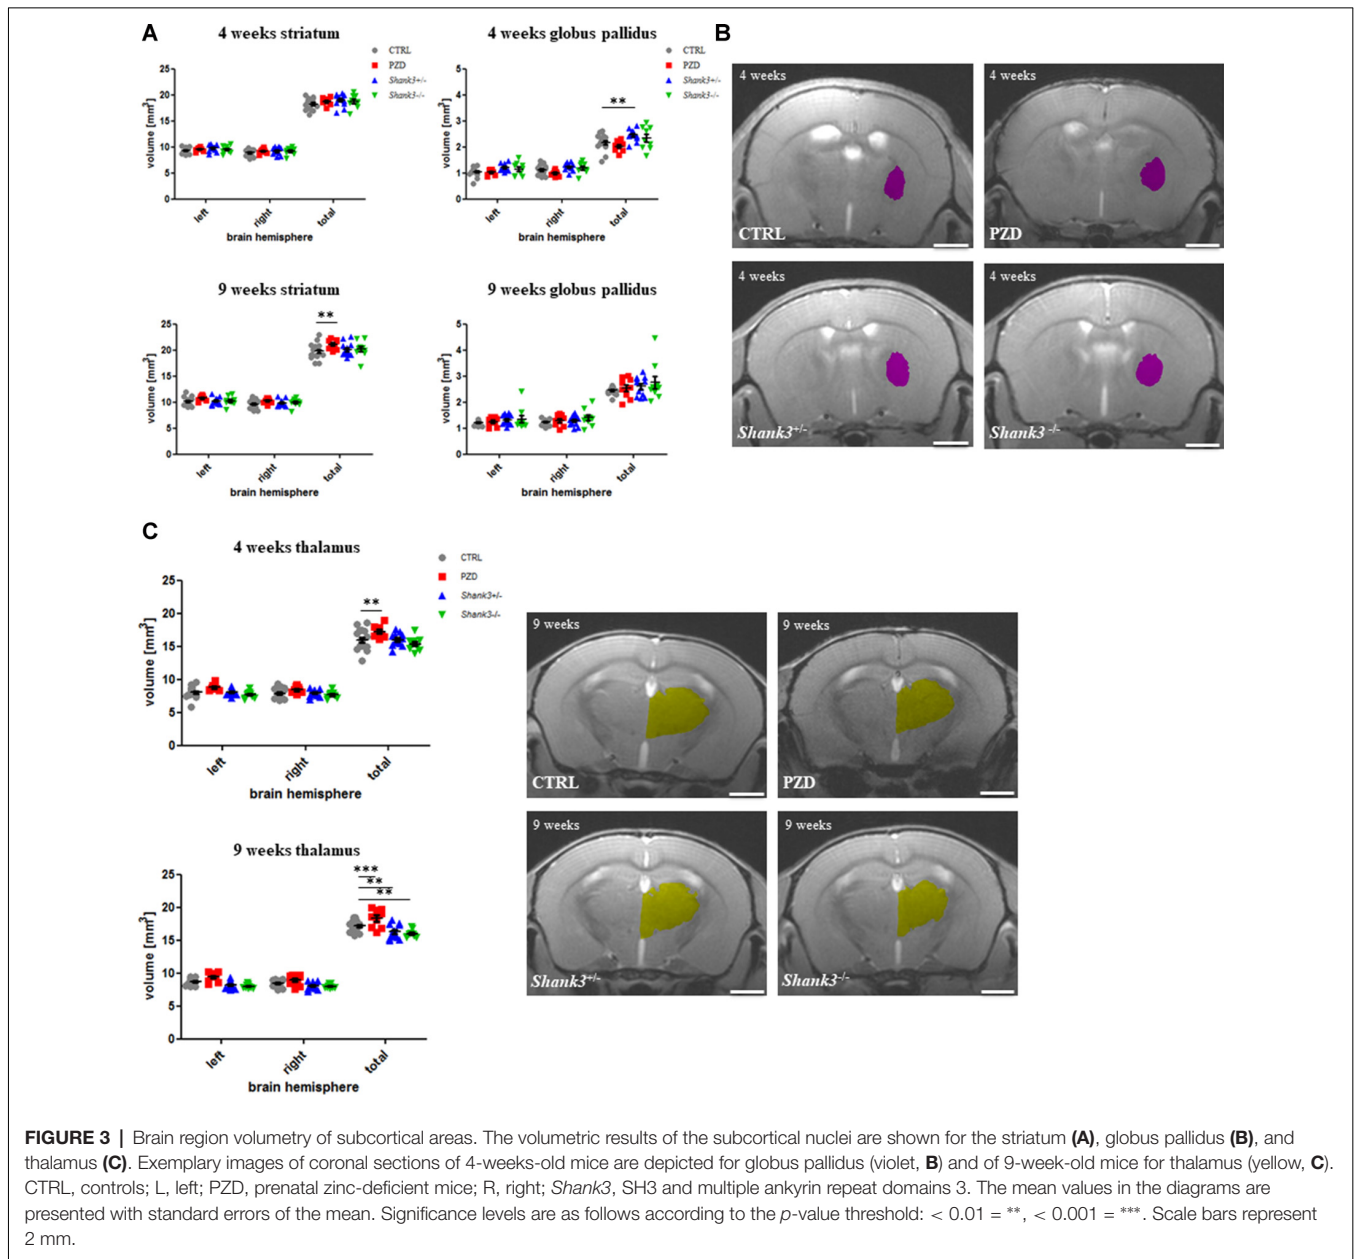 A
4 weeks striatum
CTRL
PZD
Shank3+/-
Shank3-/-
volume [mm³]
25
20
15
10
5
0
left
right
total
brain hemisphere
4 weeks globus pallidus
CTRL
PZD
Shank3+/-
Shank3-/-
volume [mm³]
5
4
3
2
1
0
**
left
right
total
brain hemisphere
9 weeks striatum
volume [mm³]
25
20
15
10
5
0
**
left
right
total
brain hemisphere
9 weeks globus pallidus
volume [mm³]
5
4
3
2
1
0
left
right
total
brain hemisphere
B
4 weeks
CTRL
4 weeks
PZD
4 weeks
Shank3+/-
4 weeks
Shank3 -/-
C
4 weeks thalamus
CTRL
PZD
Shank3+/-
Shank3-/-
volume [mm³]
25
20
15
10
5
0
**
left
right
total
brain hemisphere
9 weeks thalamus
volume [mm³]
25
20
15
10
5
0
***
**
**
left
right
total
brain hemisphere
9 weeks
CTRL
9 weeks
PZD
9 weeks
Shank3+/-
9 weeks
Shank3-/-
FIGURE 3 | Brain region volumetry of subcortical areas. The volumetric results of the subcortical nuclei are shown for the striatum (A), globus pallidus (B), and
thalamus (C). Exemplary images of coronal sections of 4-weeks-old mice are depicted for globus pallidus (violet, B) and of 9-week-old mice for thalamus (yellow, C).
CTRL, controls; L, left; PZD, prenatal zinc-deficient mice; R, right; Shank3, SH3 and multiple ankyrin repeat domains 3. The mean values in the diagrams are
presented with standard errors of the mean. Significance levels are as follows according to the p-value threshold: < 0.01 = **, < 0.001 = ***. Scale bars represent
2 mm.